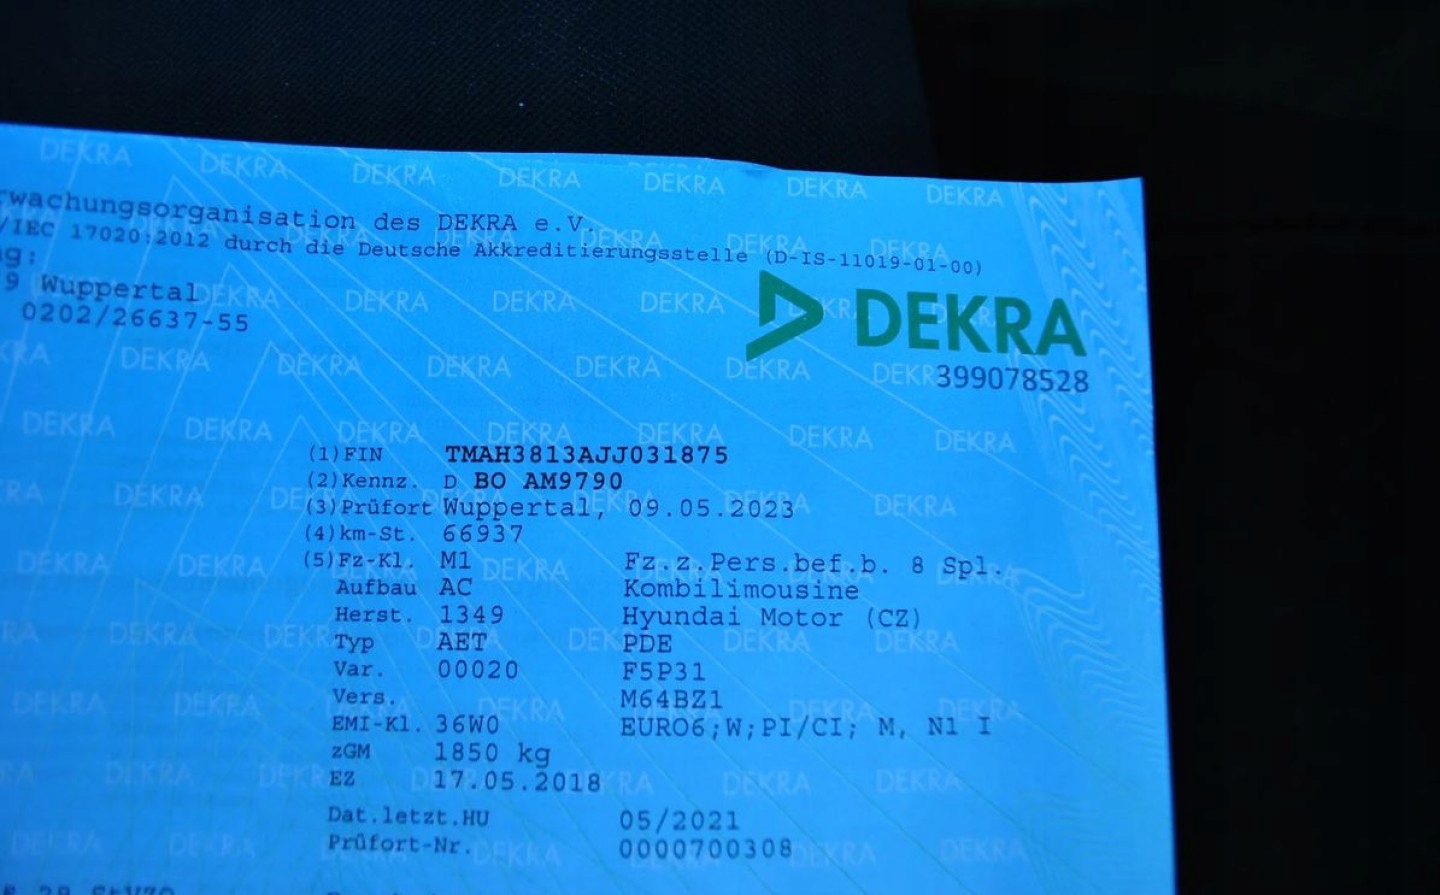 wachungsorganisation des DEKRA e.V.
/IEC 17020:2012 durch die Deutsche Akkreditierungsstelle (D-IS-11019-01-00)
g:
9 Wuppertal
0202/26637-55
DEKRA
399078528
(1)FIN TMAH3813AJJ031875
(2)Kennz. D BO AM9790
(3)Prüfort Wuppertal, 09.05.2023
(4)km-St. 66937
(5)Fz-Kl. M1 Fz.z.Pers.bef.b. 8 Spl.
Aufbau AC Kombilimousine
Herst. 1349 Hyundai Motor (CZ)
Typ AET PDE
Var. 00020 F5P31
Vers. M64BZ1
EMI-Kl. 36W0 EURO6;W;PI/CI; M, N1 I
zGM 1850 kg
EZ 17.05.2018
Dat.letzt.HU 05/2021
Prüfort-Nr. 0000700308